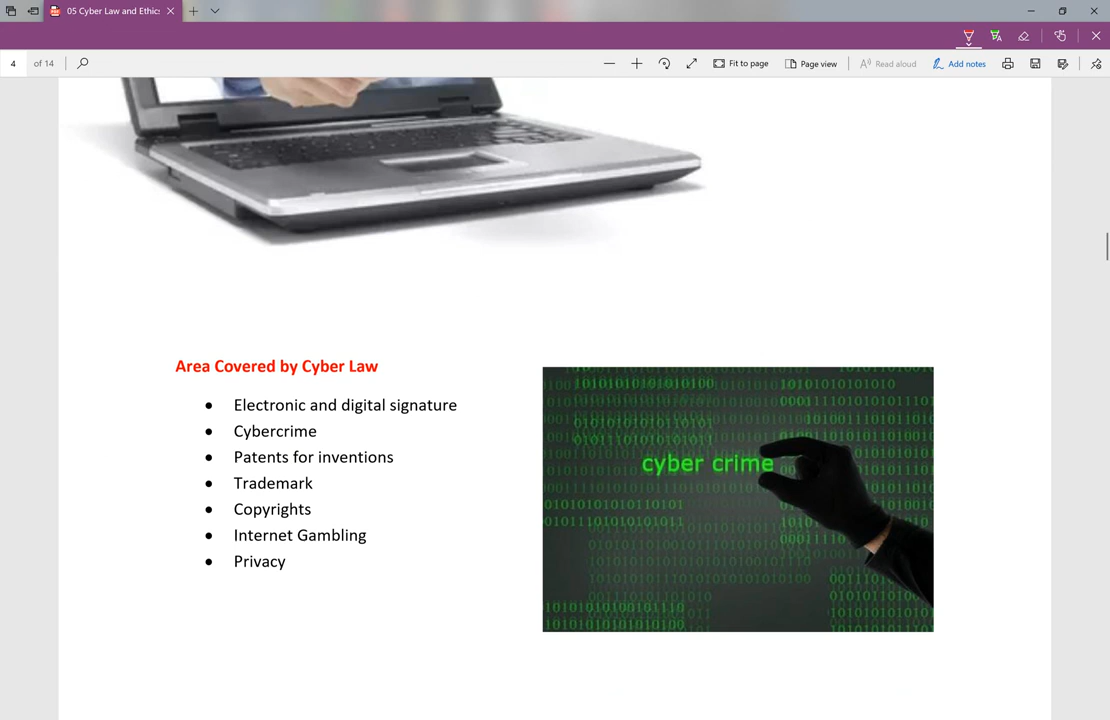 05 Cyber Law and Ethic
4 of 14
Fit to page
Page view
Read aloud
Add notes
Area Covered by Cyber Law
• Electronic and digital signature
• Cybercrime
• Patents for inventions
• Trademark
• Copyrights
• Internet Gambling
• Privacy
cyber crime